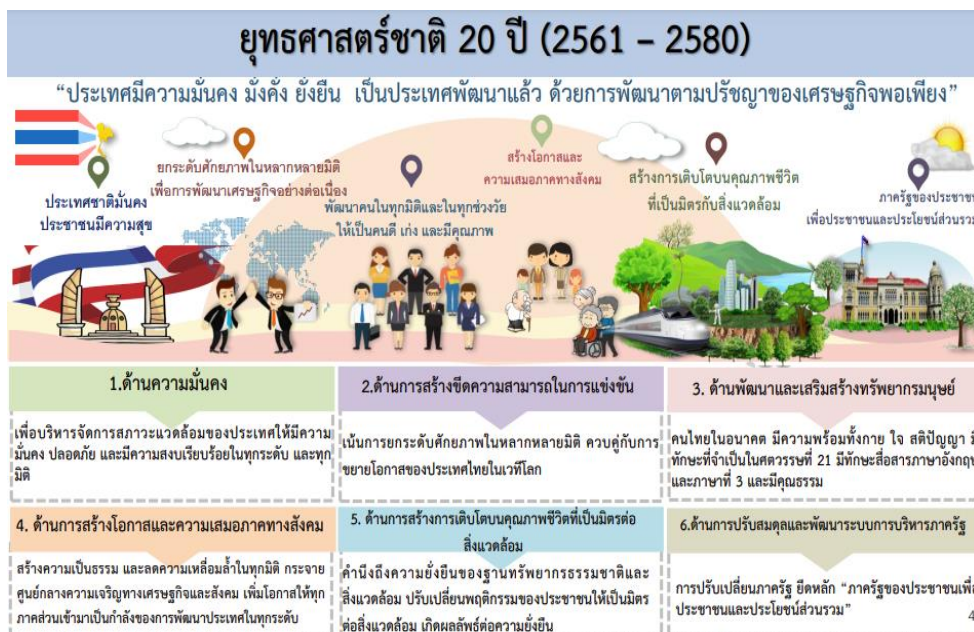 ยุทธศาสตร์ชาติ 20 ปี (2561 – 2580)
“ประเทศมีความมั่นคง มั่งคั่ง ยั่งยืน เป็นประเทศพัฒนาแล้ว ด้วยการพัฒนาตามปรัชญาของเศรษฐกิจพอเพียง”
ประเทศชาติมั่นคง
ประชาชนมีความสุข
ยกระดับศักยภาพในหลากหลายมิติ
เพื่อการพัฒนาเศรษฐกิจอย่างต่อเนื่อง
พัฒนาคนในทุกมิติและในทุกช่วงวัย
ให้เป็นคนดี เก่ง และมีคุณภาพ
สร้างโอกาสและ
ความเสมอภาคทางสังคม
สร้างการเติบโตบนคุณภาพชีวิต
ที่เป็นมิตรกับสิ่งแวดล้อม
ภาครัฐของประชาชน
เพื่อประชาชนและประโยชน์ส่วนรวม
1.ด้านความมั่นคง
เพื่อบริหารจัดการสภาวะแวดล้อมของประเทศให้มีความ
มั่นคง ปลอดภัย และมีความสงบเรียบร้อยในทุกระดับ และทุก
มิติ
2.ด้านการสร้างขีดความสามารถในการแข่งขัน
เน้นการยกระดับศักยภาพในหลากหลายมิติ ควบคู่กับการ
ขยายโอกาสของประเทศไทยในเวทีโลก
3. ด้านพัฒนาและเสริมสร้างทรัพยากรมนุษย์
คนไทยในอนาคต มีความพร้อมทั้งกาย ใจ สติปัญญา มี
ทักษะที่จำเป็นในศตวรรษที่ 21 มีทักษะสื่อสารภาษาอังกฤษ
และภาษาที่ 3 และมีคุณธรรม
4. ด้านการสร้างโอกาสและความเสมอภาคทางสังคม
สร้างความเป็นธรรม และลดความเหลื่อมล้ำในทุกมิติ กระจาย
ศูนย์กลางความเจริญทางเศรษฐกิจและสังคม เพิ่มโอกาสให้ทุก
ภาคส่วนเข้ามาเป็นกำลังของการพัฒนาประเทศในทุกระดับ
5. ด้านการสร้างการเติบโตบนคุณภาพชีวิตที่เป็นมิตรต่อ
สิ่งแวดล้อม
คำนึงถึงความยั่งยืนของฐานทรัพยากรธรรมชาติและ
สิ่งแวดล้อม ปรับเปลี่ยนพฤติกรรมของประชาชนให้เป็นมิตร
ต่อสิ่งแวดล้อม เกิดผลลัพธ์ต่อความยั่งยืน
6.ด้านการปรับสมดุลและพัฒนาระบบการบริหารภาครัฐ
การปรับเปลี่ยนภาครัฐ ยึดหลัก “ภาครัฐของประชาชนเพื่อ
ประชาชนและประโยชน์ส่วนรวม”
4